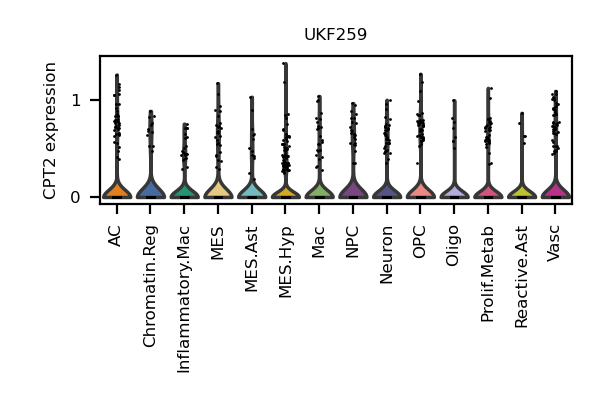 UKF259
CPT2 expression
1
0
AC
Chromatin.Reg
Inflammatory.Mac
MES
MES.Ast
MES.Hyp
Mac
NPC
Neuron
OPC
Oligo
Prolif.Metab
Reactive.Ast
Vasc